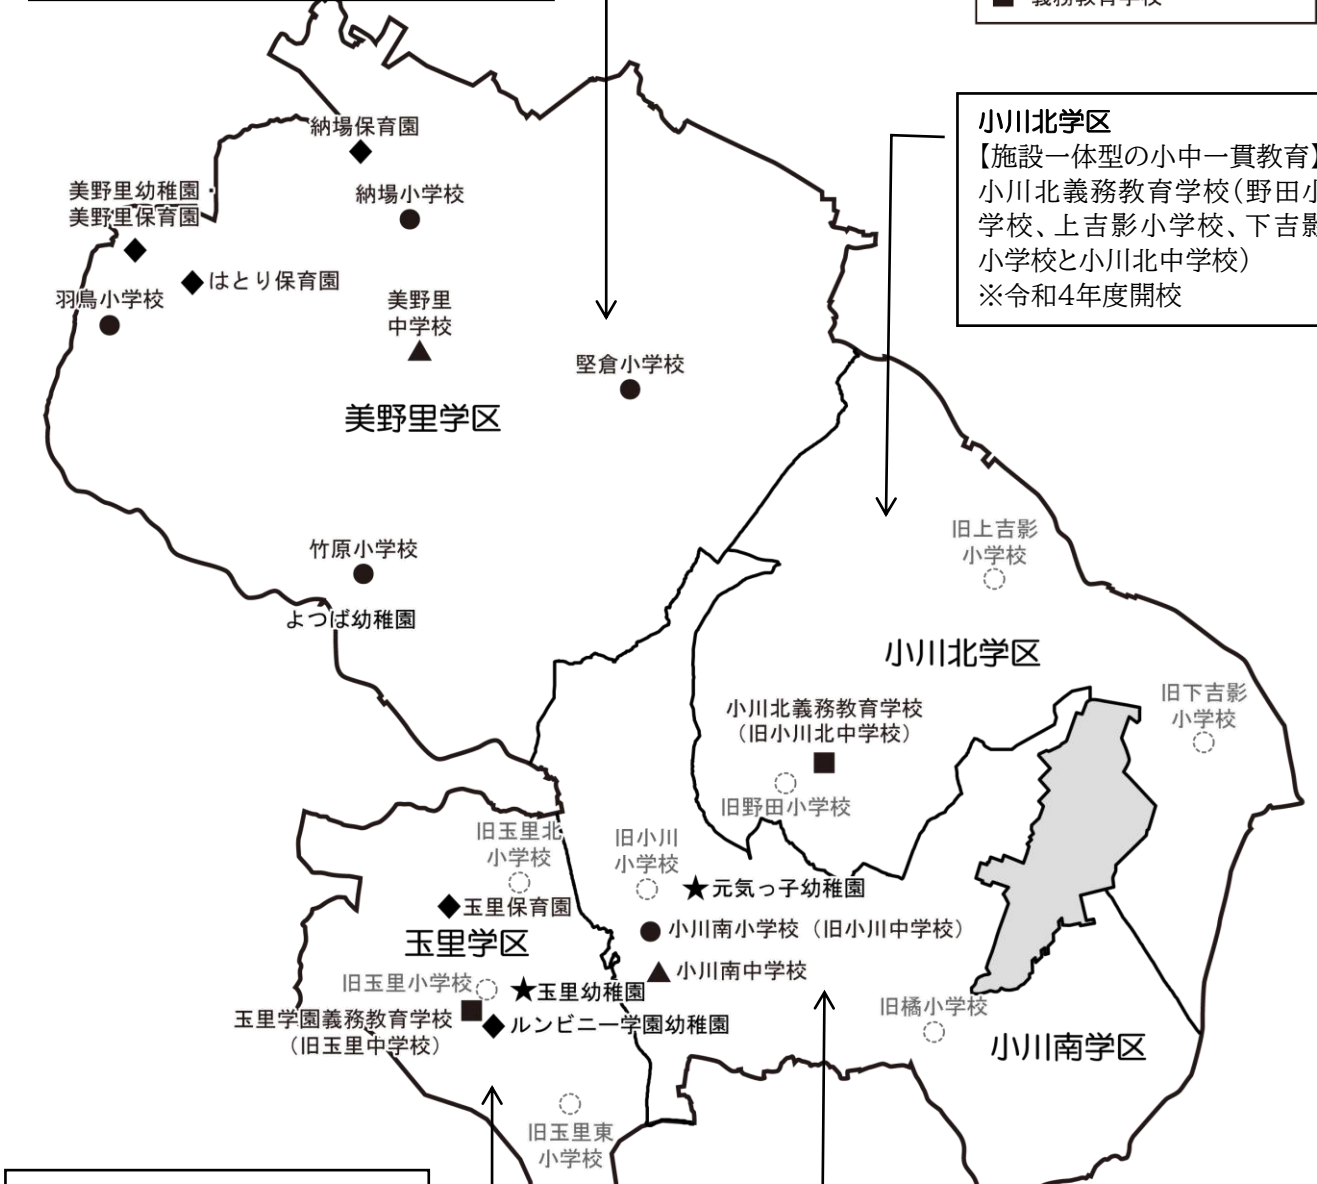 ■ 義務教育学校
小川北学区
【施設一体型の小中一貫教育】
小川北義務教育学校（野田小
学校、上吉影小学校、下吉影
小学校と小川北中学校）
※令和４年度開校
納場保育園
納場小学校
美野里幼稚園
美野里保育園
はとり保育園
羽鳥小学校
美野里
中学校
堅倉小学校
美野里学区
竹原小学校
よつば幼稚園
旧上吉影
小学校
小川北学区
旧下吉影
小学校
小川北義務教育学校
（旧小川北中学校）
旧野田小学校
旧玉里北
小学校
旧小川
小学校
元気っ子幼稚園
玉里保育園
小川南小学校（旧小川中学校）
玉里学区
小川南中学校
旧玉里小学校
玉里幼稚園
玉里学園義務教育学校
（旧玉里中学校）
ルンビニー学園幼稚園
旧橘小学校
小川南学区
旧玉里東
小学校